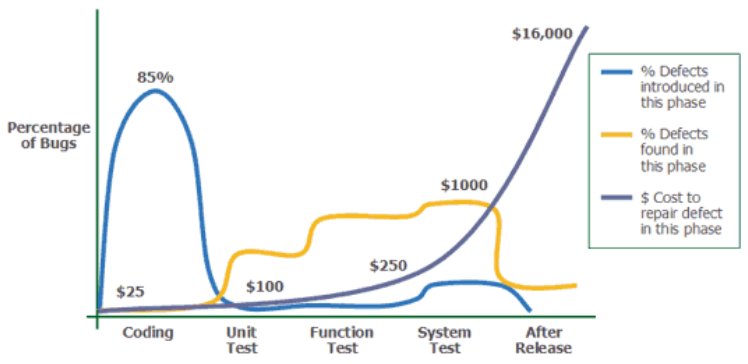 $16,000
85%
Percentage
of Bugs
$1000
$250
$25
$100
Coding
Unit
Test
Function
Test
System
Test
After
Release
% Defects
introduced in
this phase
% Defects
found in
this phase
$ Cost to
repair defect
in this phase